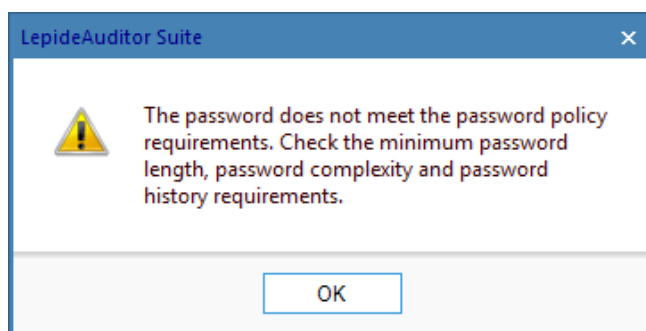 LepideAuditor Suite
The password does not meet the password policy
requirements. Check the minimum password
length, password complexity and password
history requirements.
OK